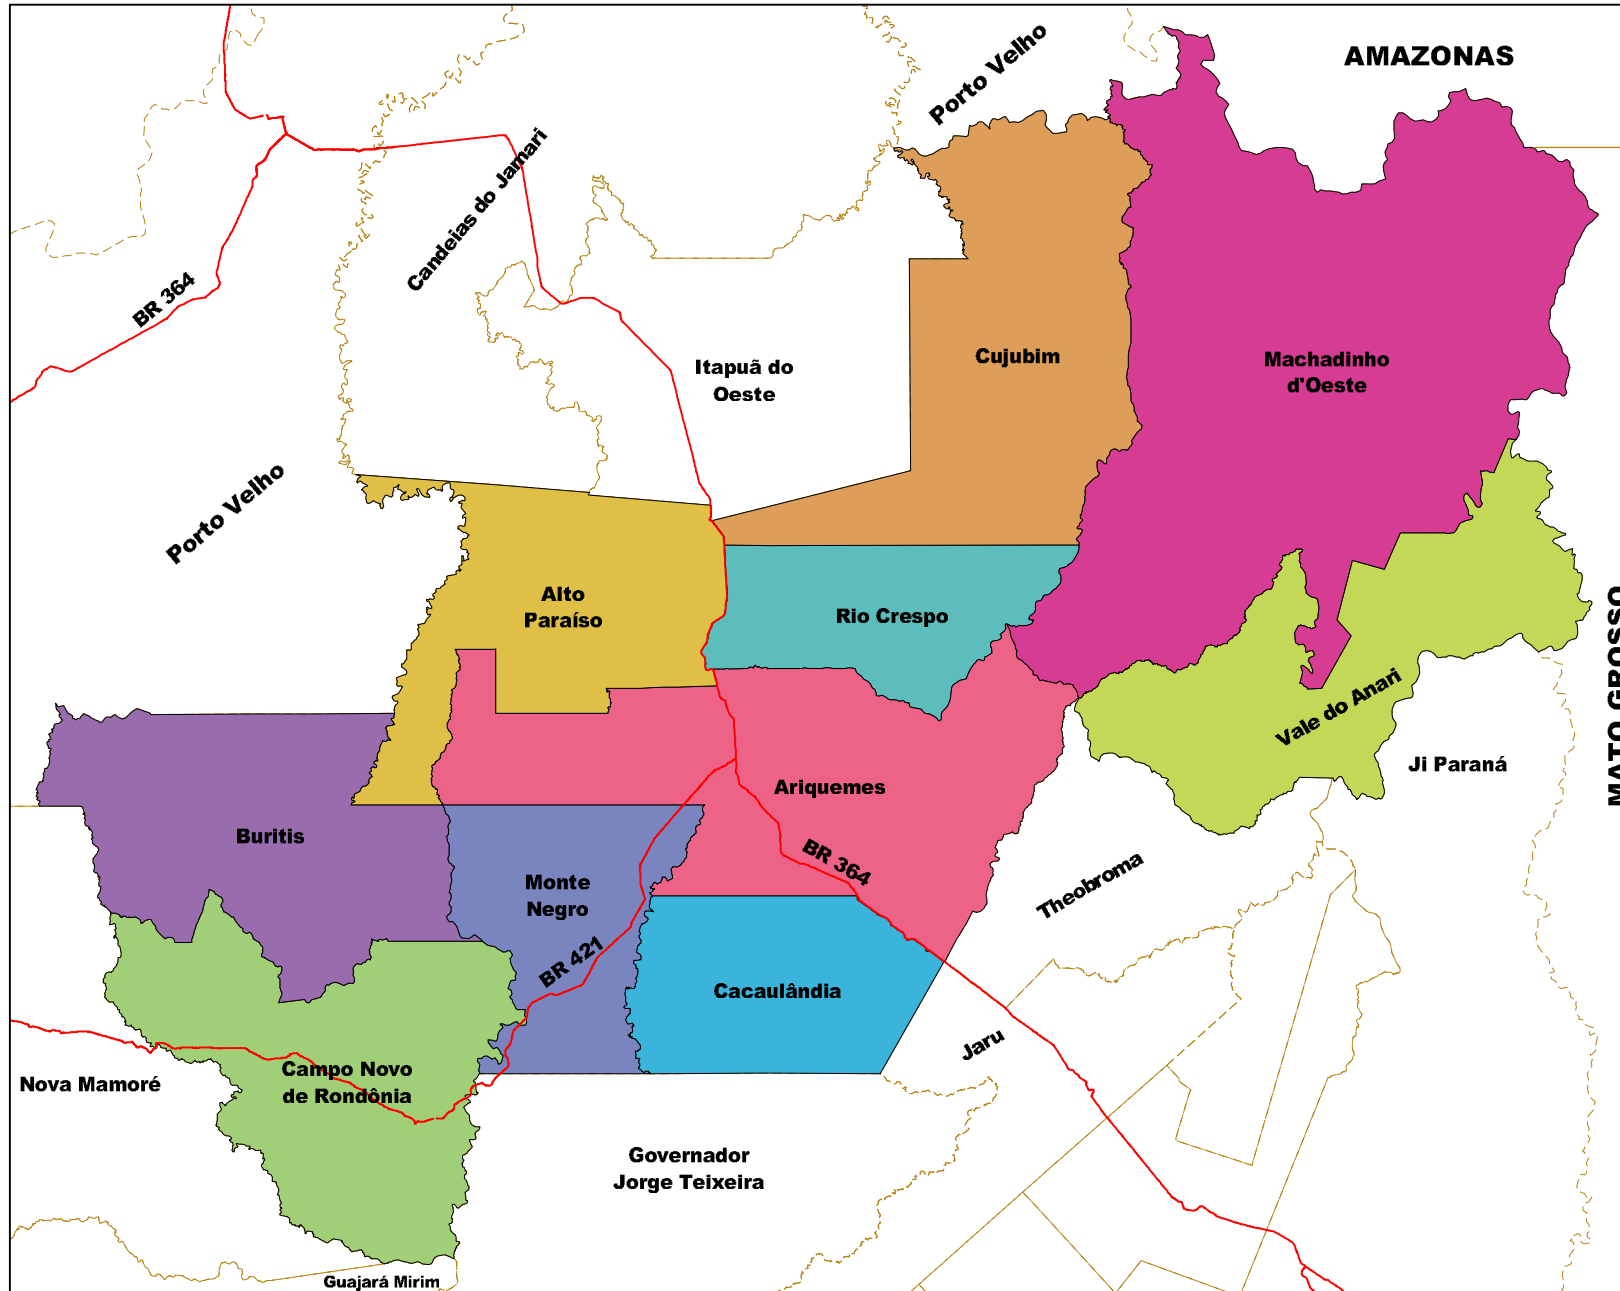 AMAZONAS
Porto Velho
Candeias do Jamari
BR 364
Itapuã do
Oeste
Cujubim
Machadinho
d'Oeste
Porto Velho
Alto
Paraíso
Rio Crespo
MATO GROSSO
Vale do Anari
Ji Paraná
Ariquemes
Buritis
BR 364
Monte
Negro
Theobroma
BR 421
Cacaulândia
Jaru
Campo Novo
de Rondônia
Nova Mamoré
Governador
Jorge Teixeira
Guajará Mirim